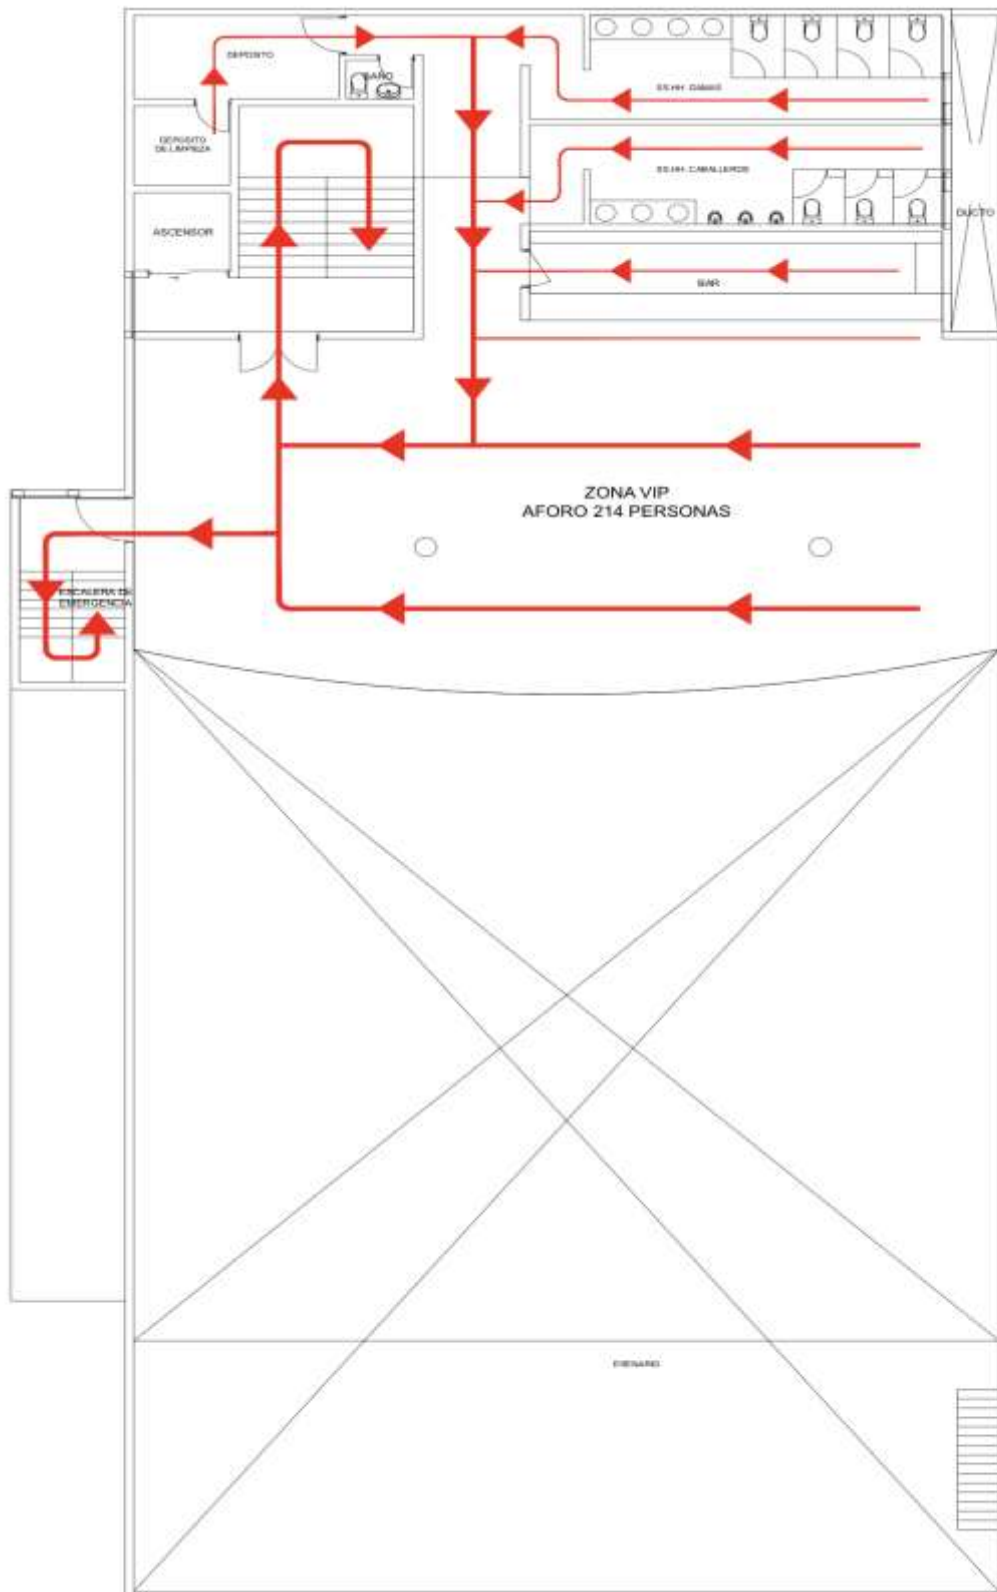 DEPOSITO
BAÑO
SS.HH. DAMAS
DEPOSITO
DE LIMPIEZA
SS.HH. CABALLEROS
DUCTO
ASCENSOR
BAR
ZONA VIP
AFORO 214 PERSONAS
ESCALERA DE
EMERGENCIA